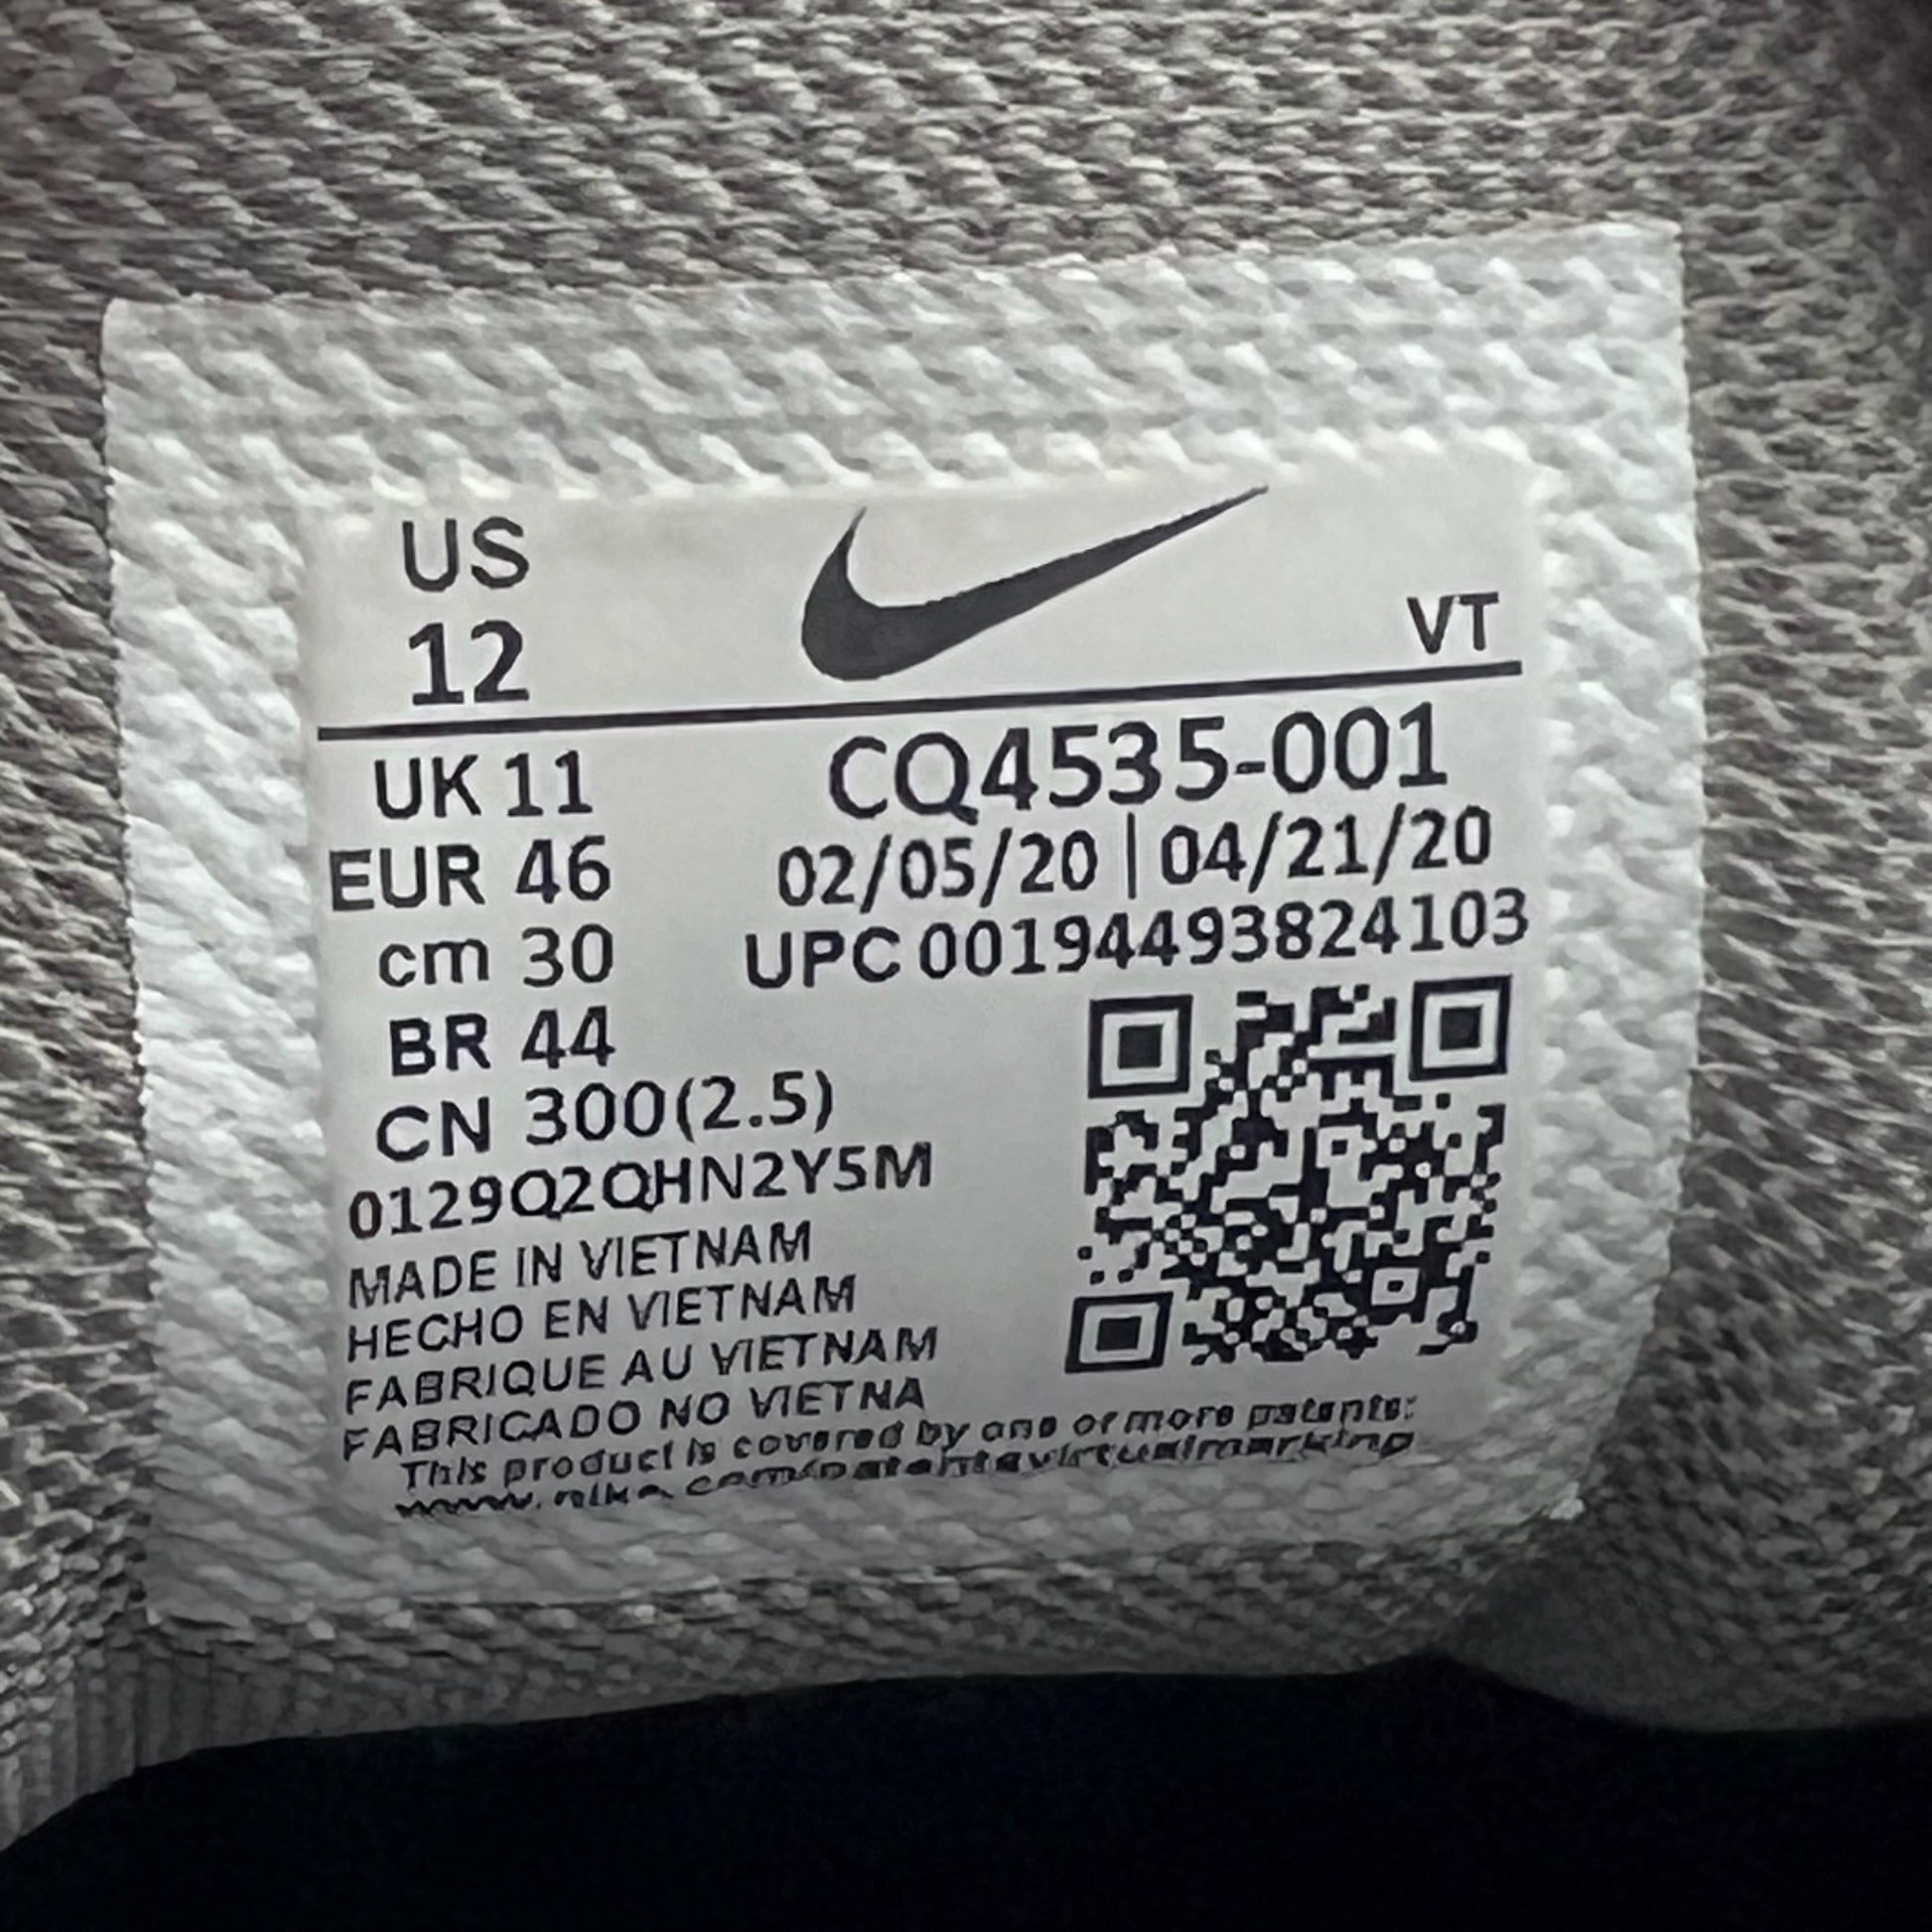 US
12
VT
UK 11
EUR 46
cm 30
BR 44
CN 300(2.5)
CQ4535-001
02/05/20 | 04/21/20
UPC 00194493824103
0129Q2QHN2Y5M
MADE IN VIETNAM
HECHO EN VIETNAM
FABRIQUE AU VIETNAM
FABRICADO NO VIETNA
This product is covered by one or more patents: